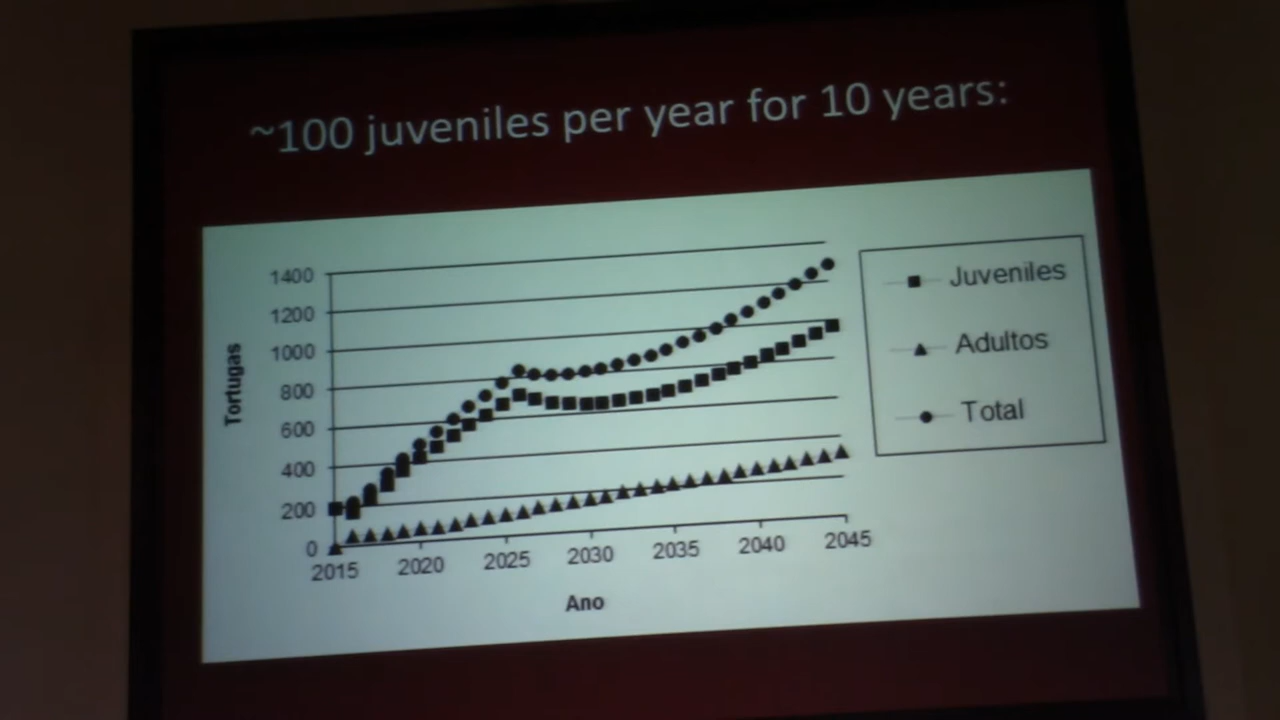 ~100 juveniles per year for 10 years:
1400
1200
1000
800
600
400
200
0
Tortugas
2015 2020 2025 2030 2035 2040 2045
Ano
Juveniles
Adultos
Total